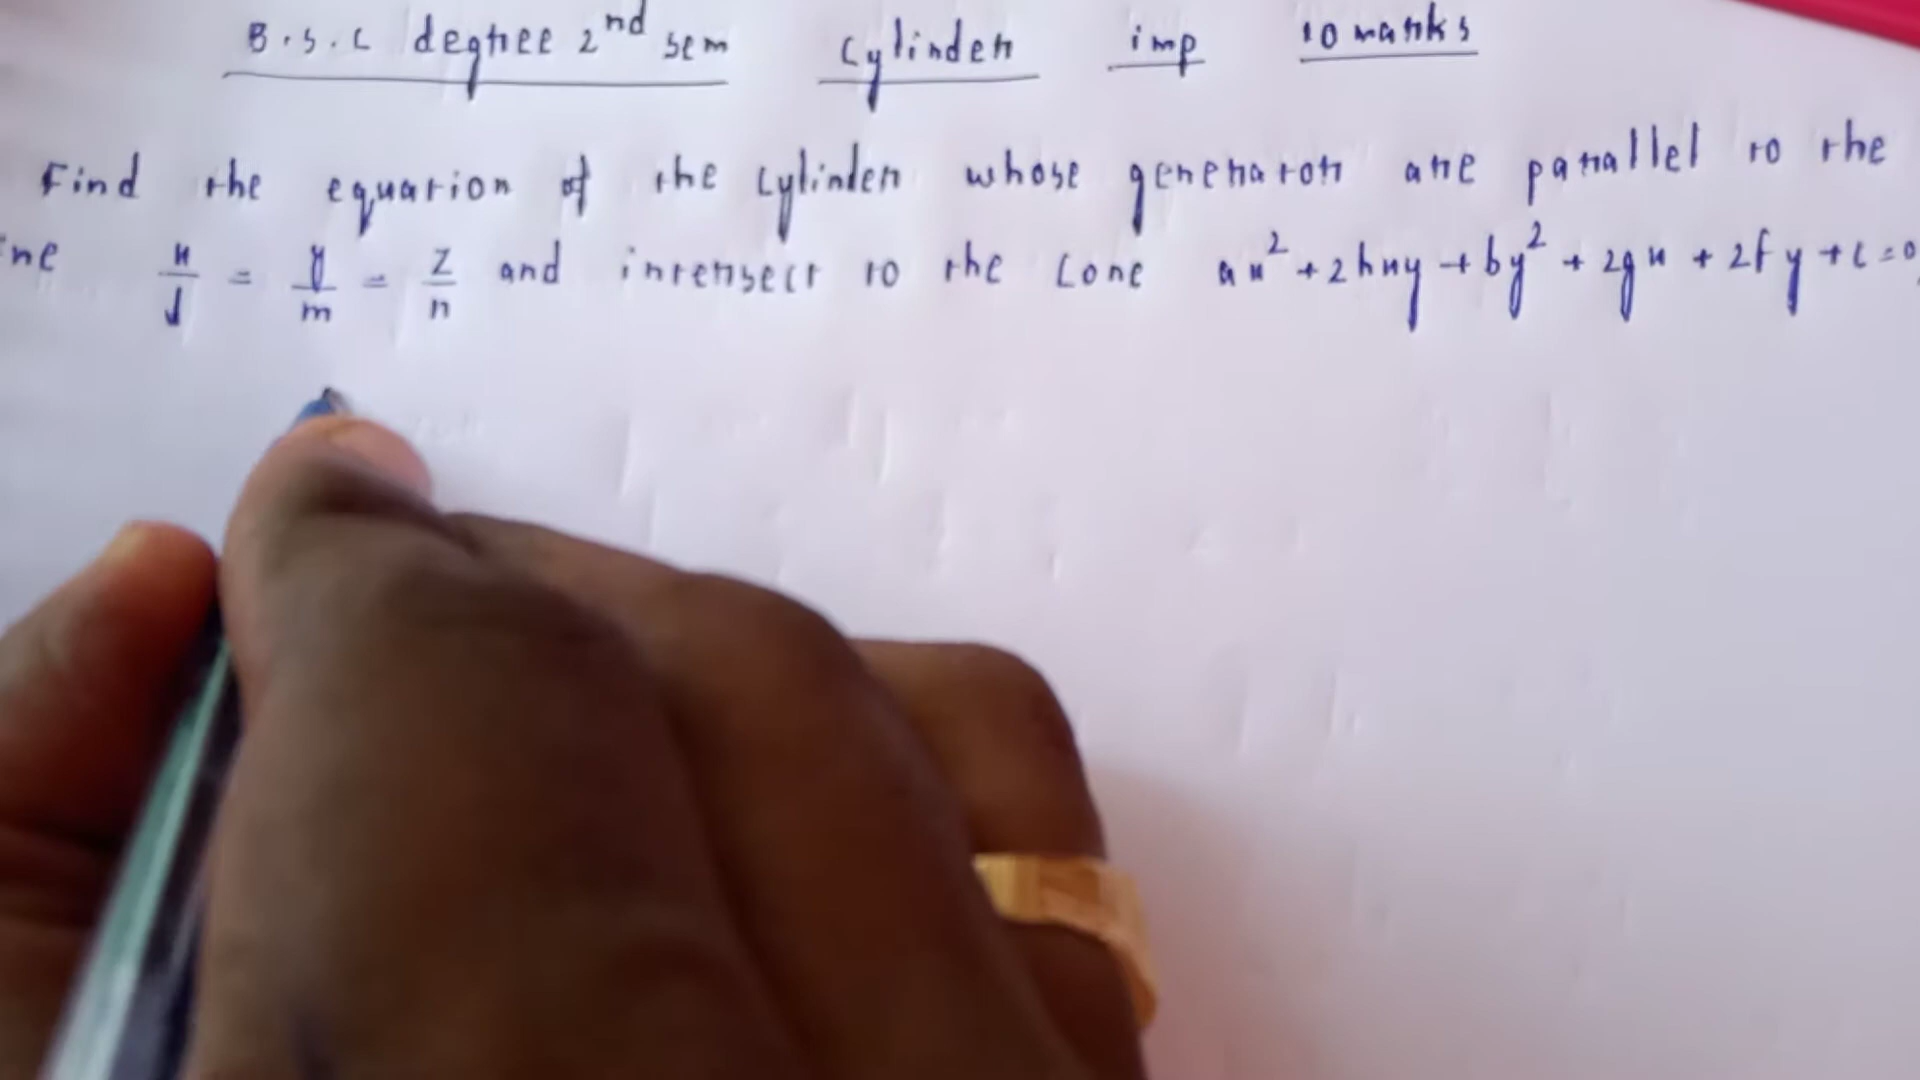 B.S.C degree 2nd sem cylinder imp 10 marks
Find the equation of the cylinder whose generator are parallel to the
ine x/l = y/m = z/n and intersect to the cone ax² + 2hxy + by² + 2gx + 2fy + c = 0,